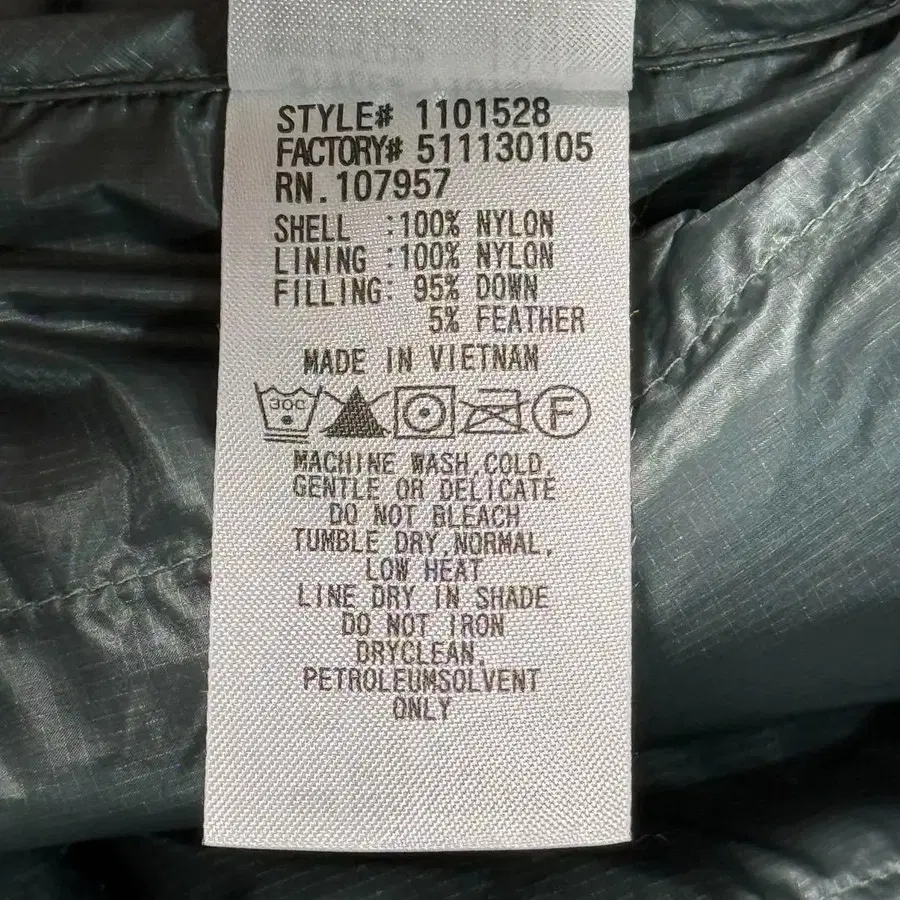 STYLE# 1101528
FACTORY# 511130105
RN.107957
SHELL :100% NYLON
LINING :100% NYLON
FILLING: 95% DOWN
5% FEATHER
MADE IN VIETNAM
30C F
MACHINE WASH,COLD,
GENTLE OR DELICATE
DO NOT BLEACH
TUMBLE DRY,NORMAL,
LOW HEAT
LINE DRY IN SHADE
DO NOT IRON
DRYCLEAN,
PETROLEUMSOLVENT
ONLY